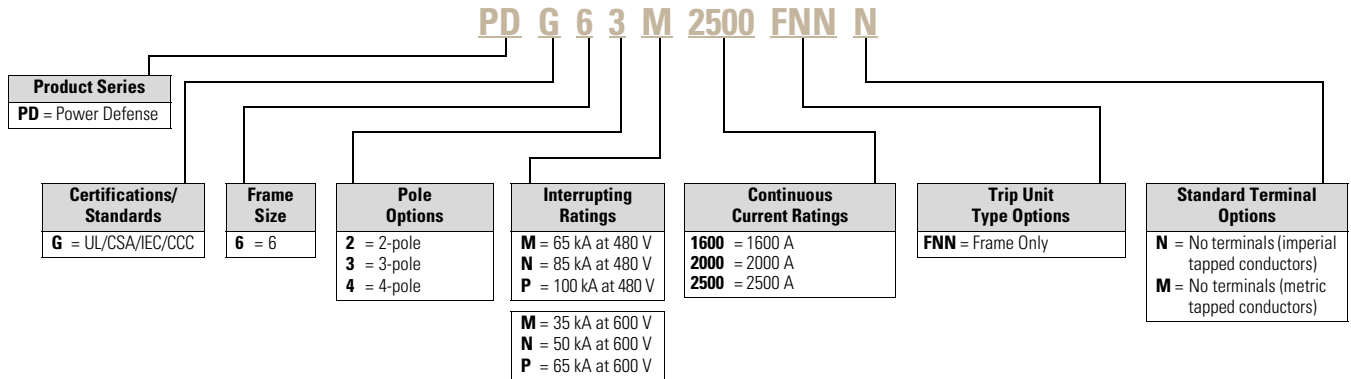 PD G 6 3 M 2500 FNN N
Product Series
PD = Power Defense
Certifications/
Standards
G = UL/CSA/IEC/CCC
Frame
Size
6 = 6
Pole
Options
2 = 2-pole
3 = 3-pole
4 = 4-pole
Interrupting
Ratings
M = 65 kA at 480 V
N = 85 kA at 480 V
P = 100 kA at 480 V
M = 35 kA at 600 V
N = 50 kA at 600 V
P = 65 kA at 600 V
Continuous
Current Ratings
1600 = 1600 A
2000 = 2000 A
2500 = 2500 A
Trip Unit
Type Options
FNN = Frame Only
Standard Terminal
Options
N = No terminals (imperial
tapped conductors)
M = No terminals (metric
tapped conductors)